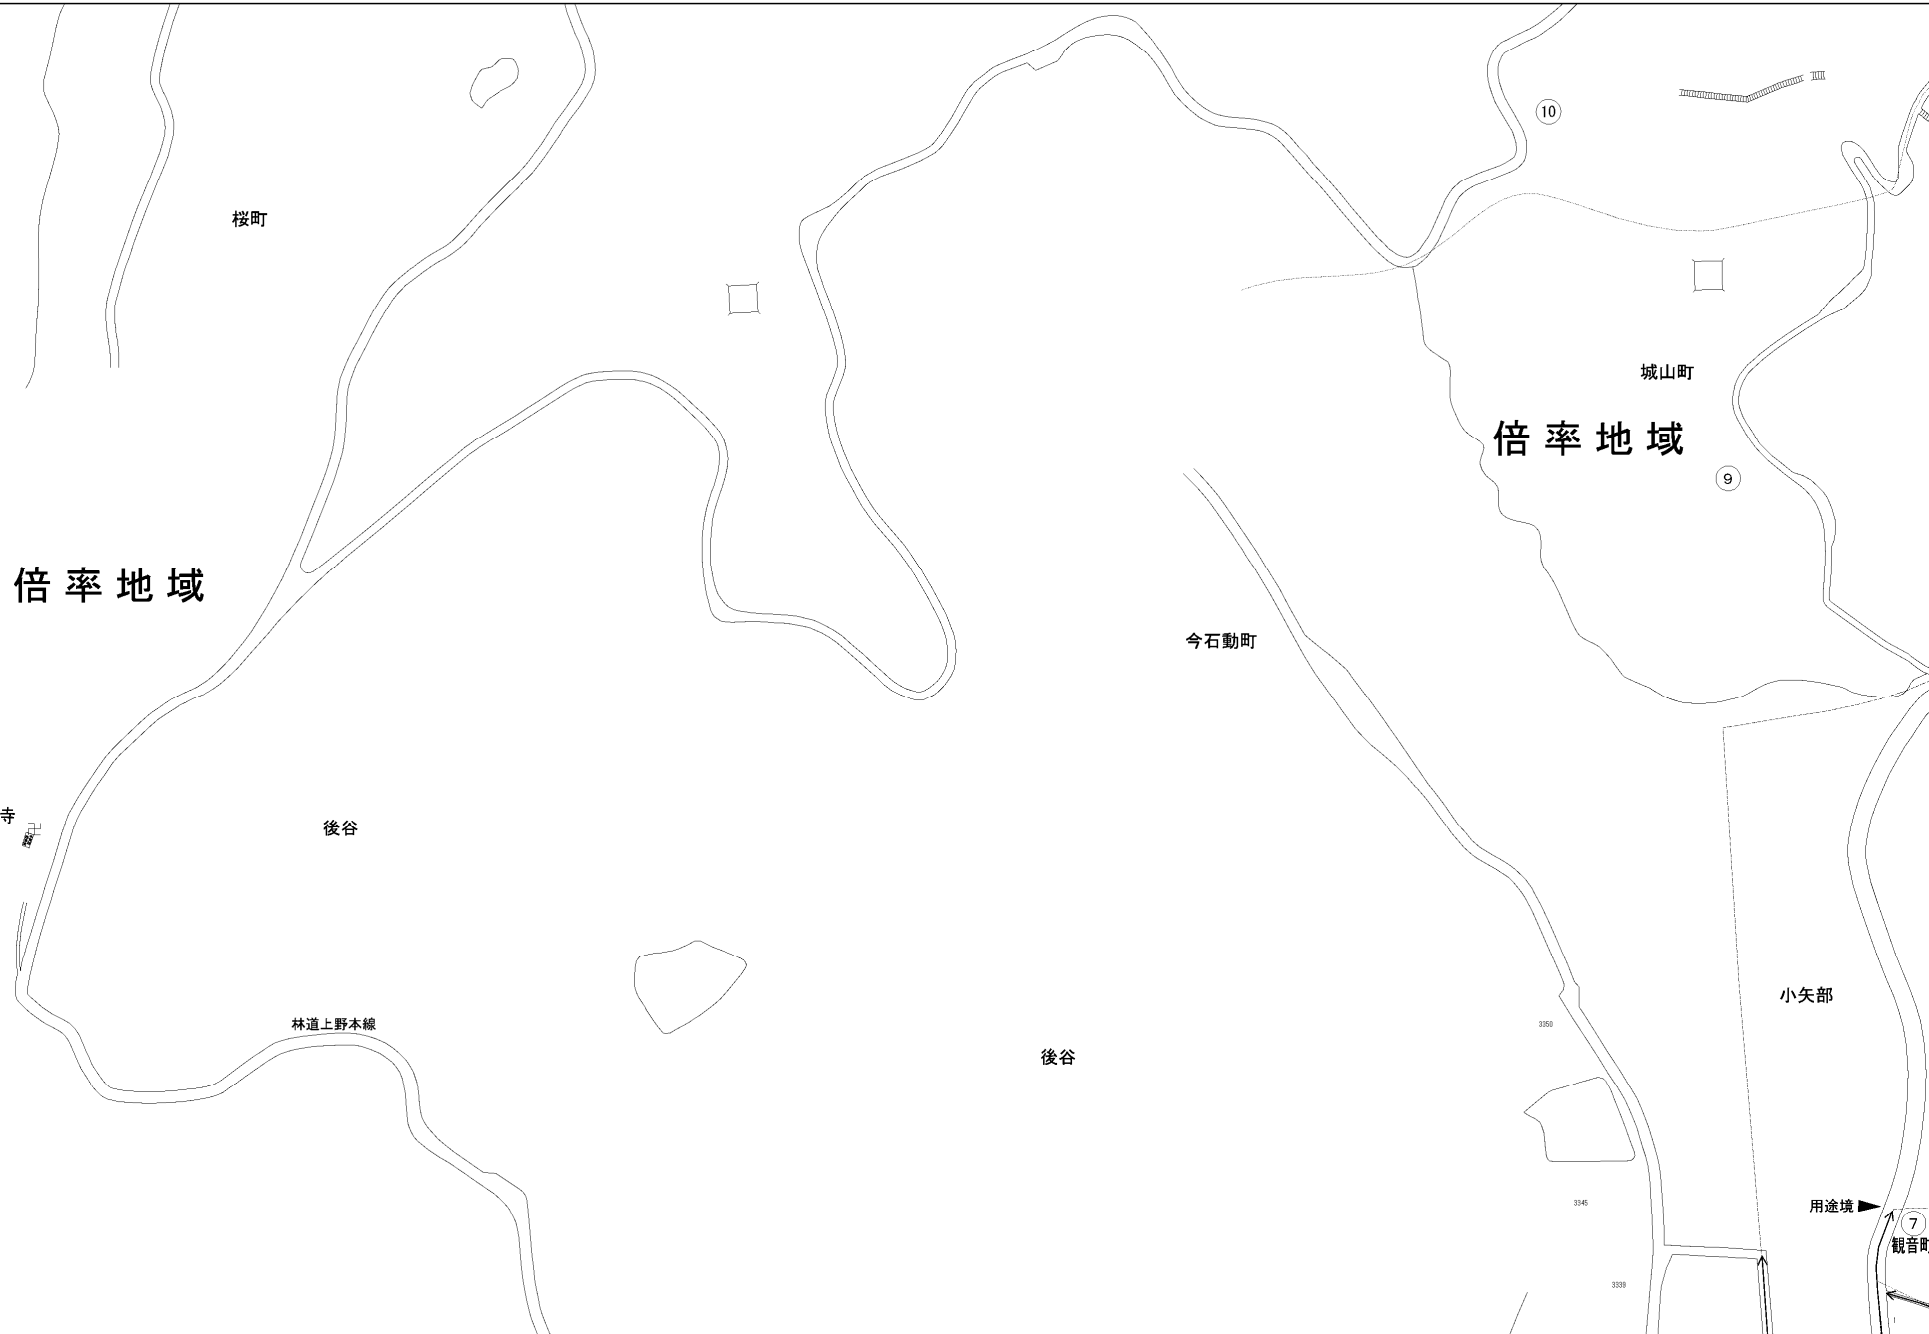 10
桜町
城山町
倍率地域
9
倍率地域
今石動町
寺
後谷
小矢部
林道上野本線
3350
後谷
3345
用途境
7
観音町
3339